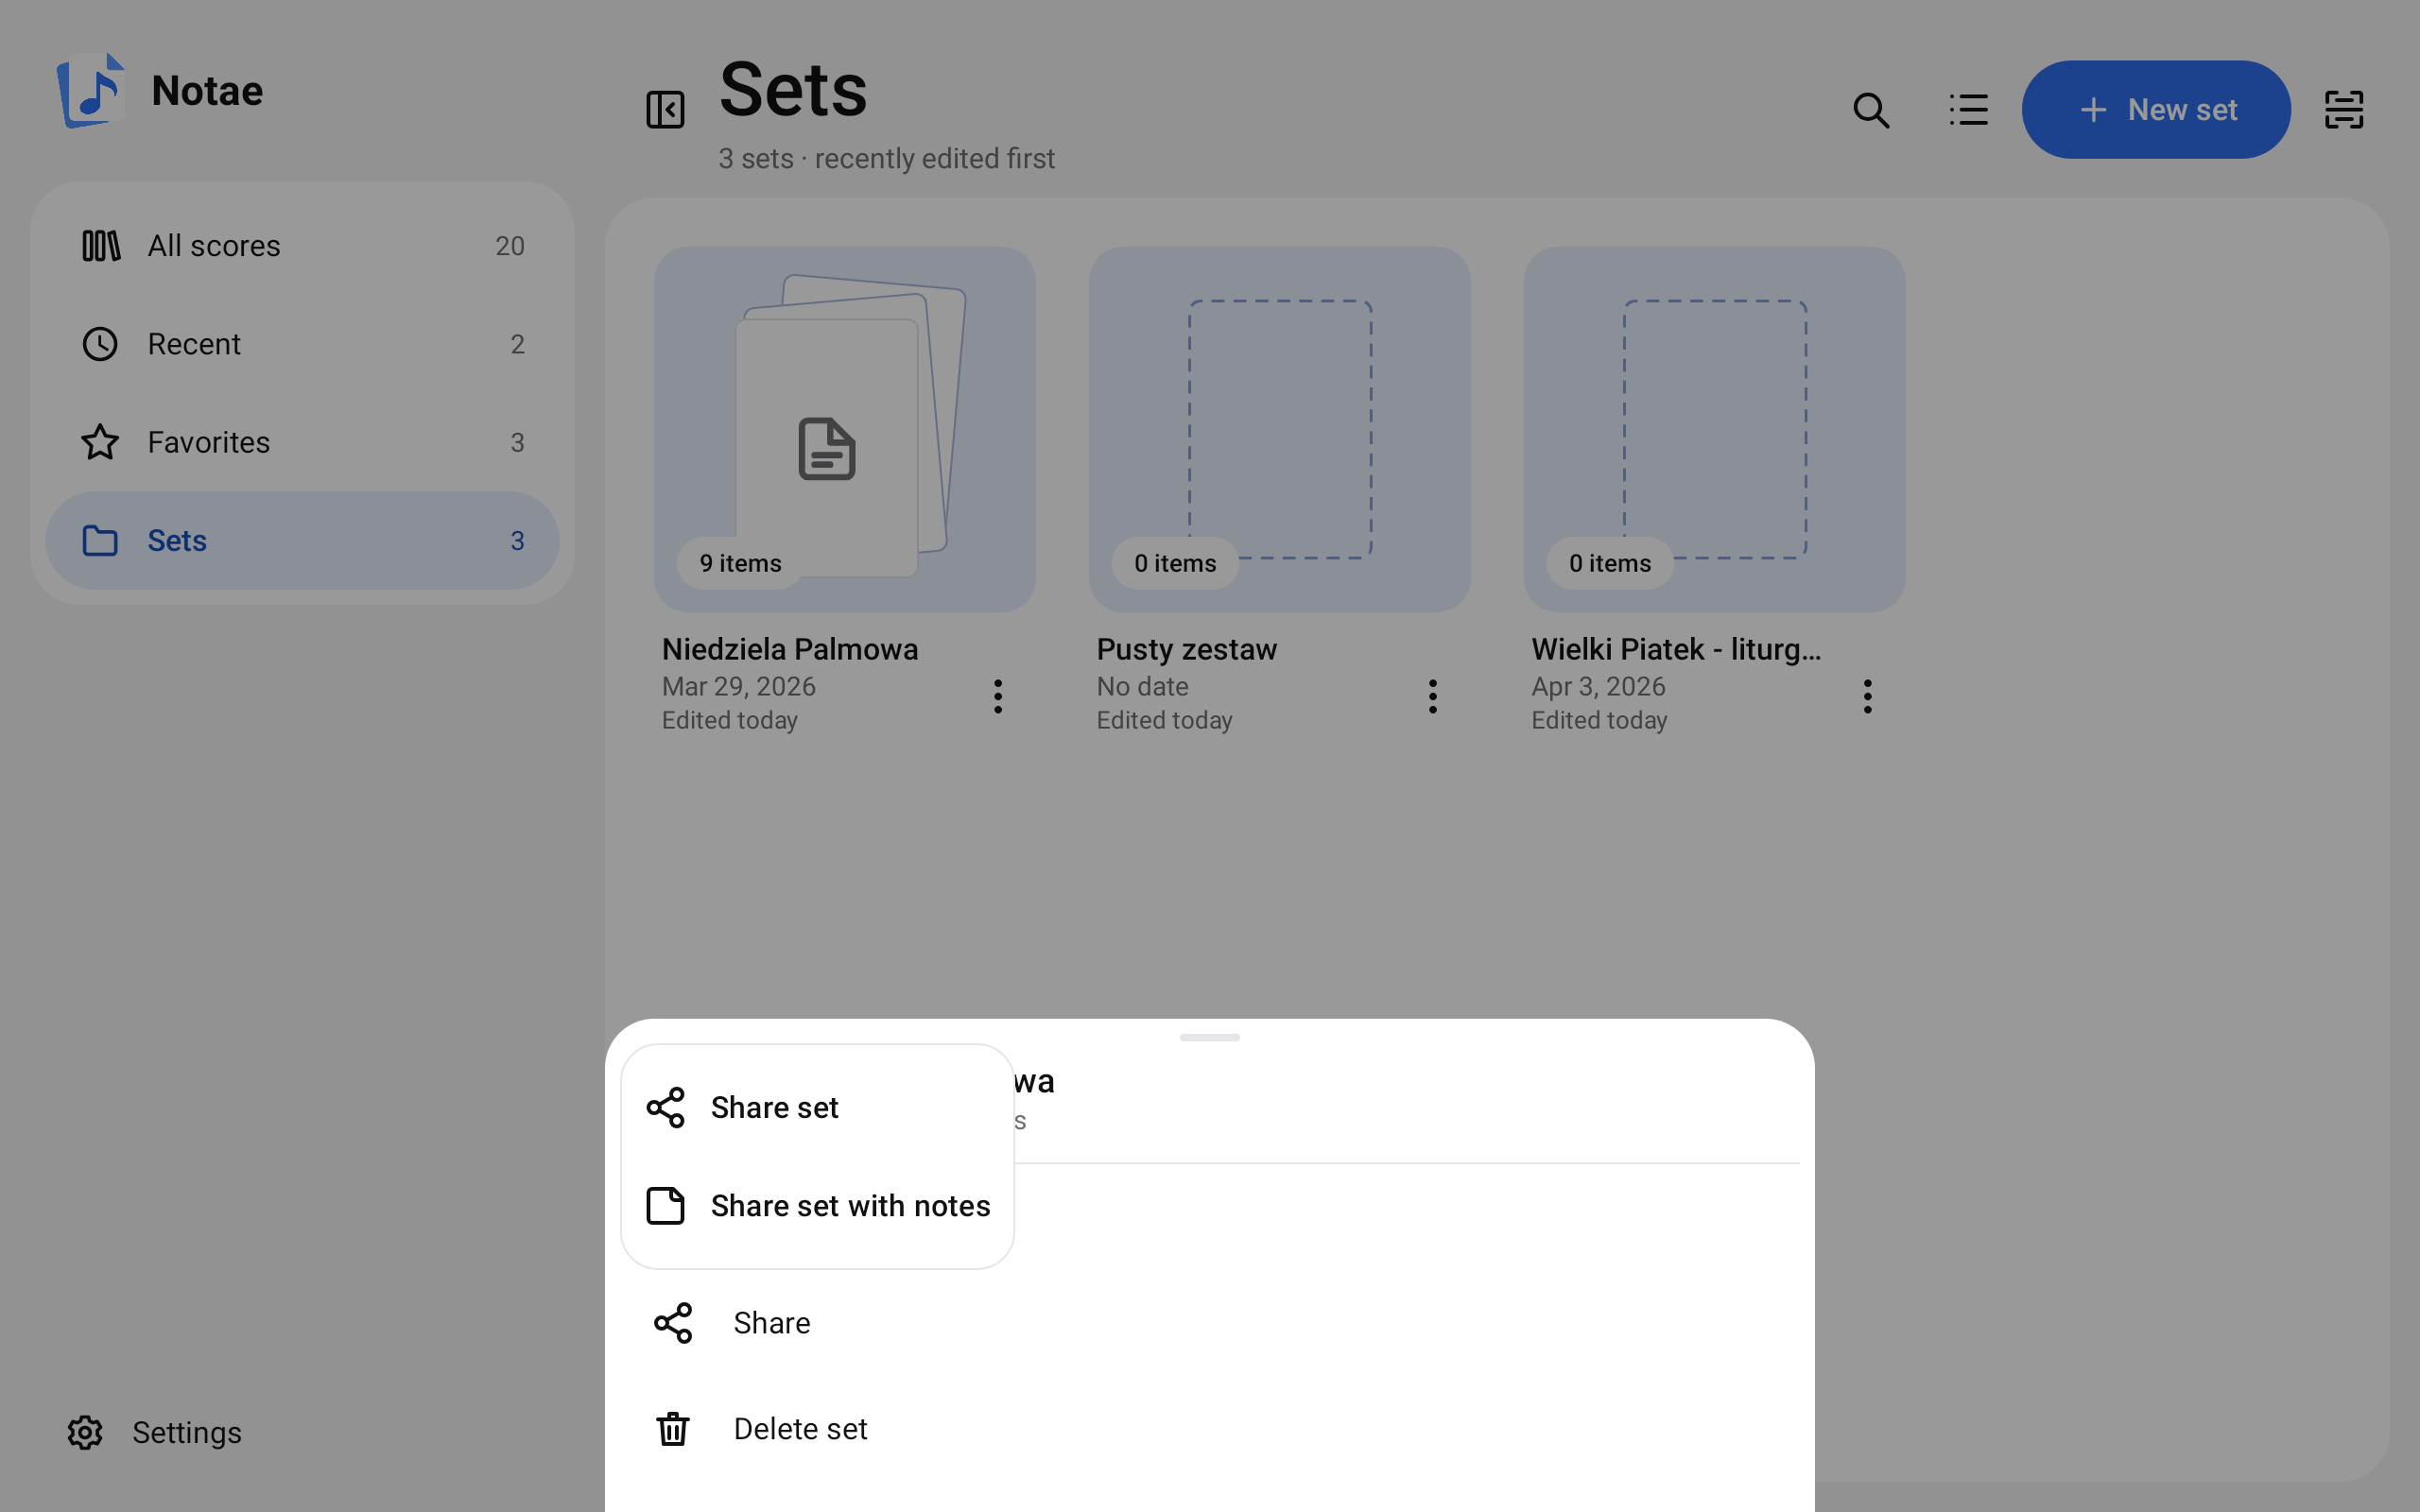 Notae
All scores 20
Recent 2
Favorites 3
Sets 3
Settings
Sets
3 sets · recently edited first
New set
9 items
Niedziela Palmowa
Mar 29, 2026
Edited today
0 items
Pusty zestaw
No date
Edited today
0 items
Wielki Piatek - liturg...
Apr 3, 2026
Edited today
wa
s
Share set
Share set with notes
Share
Delete set